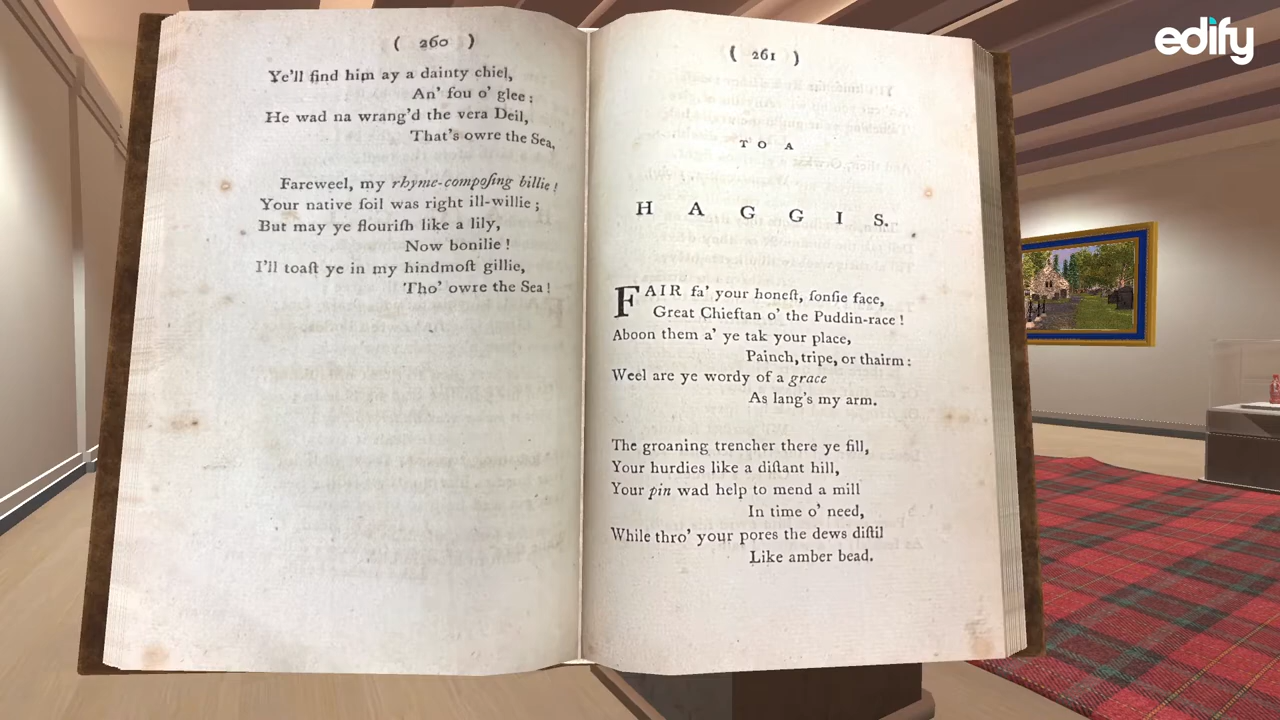 edify
( 260 )
Ye'll find him ay a dainty chiel,
An' fou o' glee;
He wad na wrang'd the vera Deil,
That's owre the Sea,
Fareweel, my rhyme-compoſing billie!
Your native ſoil was right ill-willie;
But may ye flouriſh like a lily,
Now bonilie!
I'll toaſt ye in my hindmoſt gillie,
Tho' owre the Sea!
( 261 )
TO A
HAGGIS.
FAIR fa' your honeſt, ſonſie face,
Great Chieftan o' the Puddin-race!
Aboon them a' ye tak your place,
Painch, tripe, or thairm:
Weel are ye wordy of a grace
As lang's my arm.
The groaning trencher there ye fill,
Your hurdies like a diſtant hill,
Your pin wad help to mend a mill
In time o' need,
While thro' your pores the dews diſtil
Like amber bead.